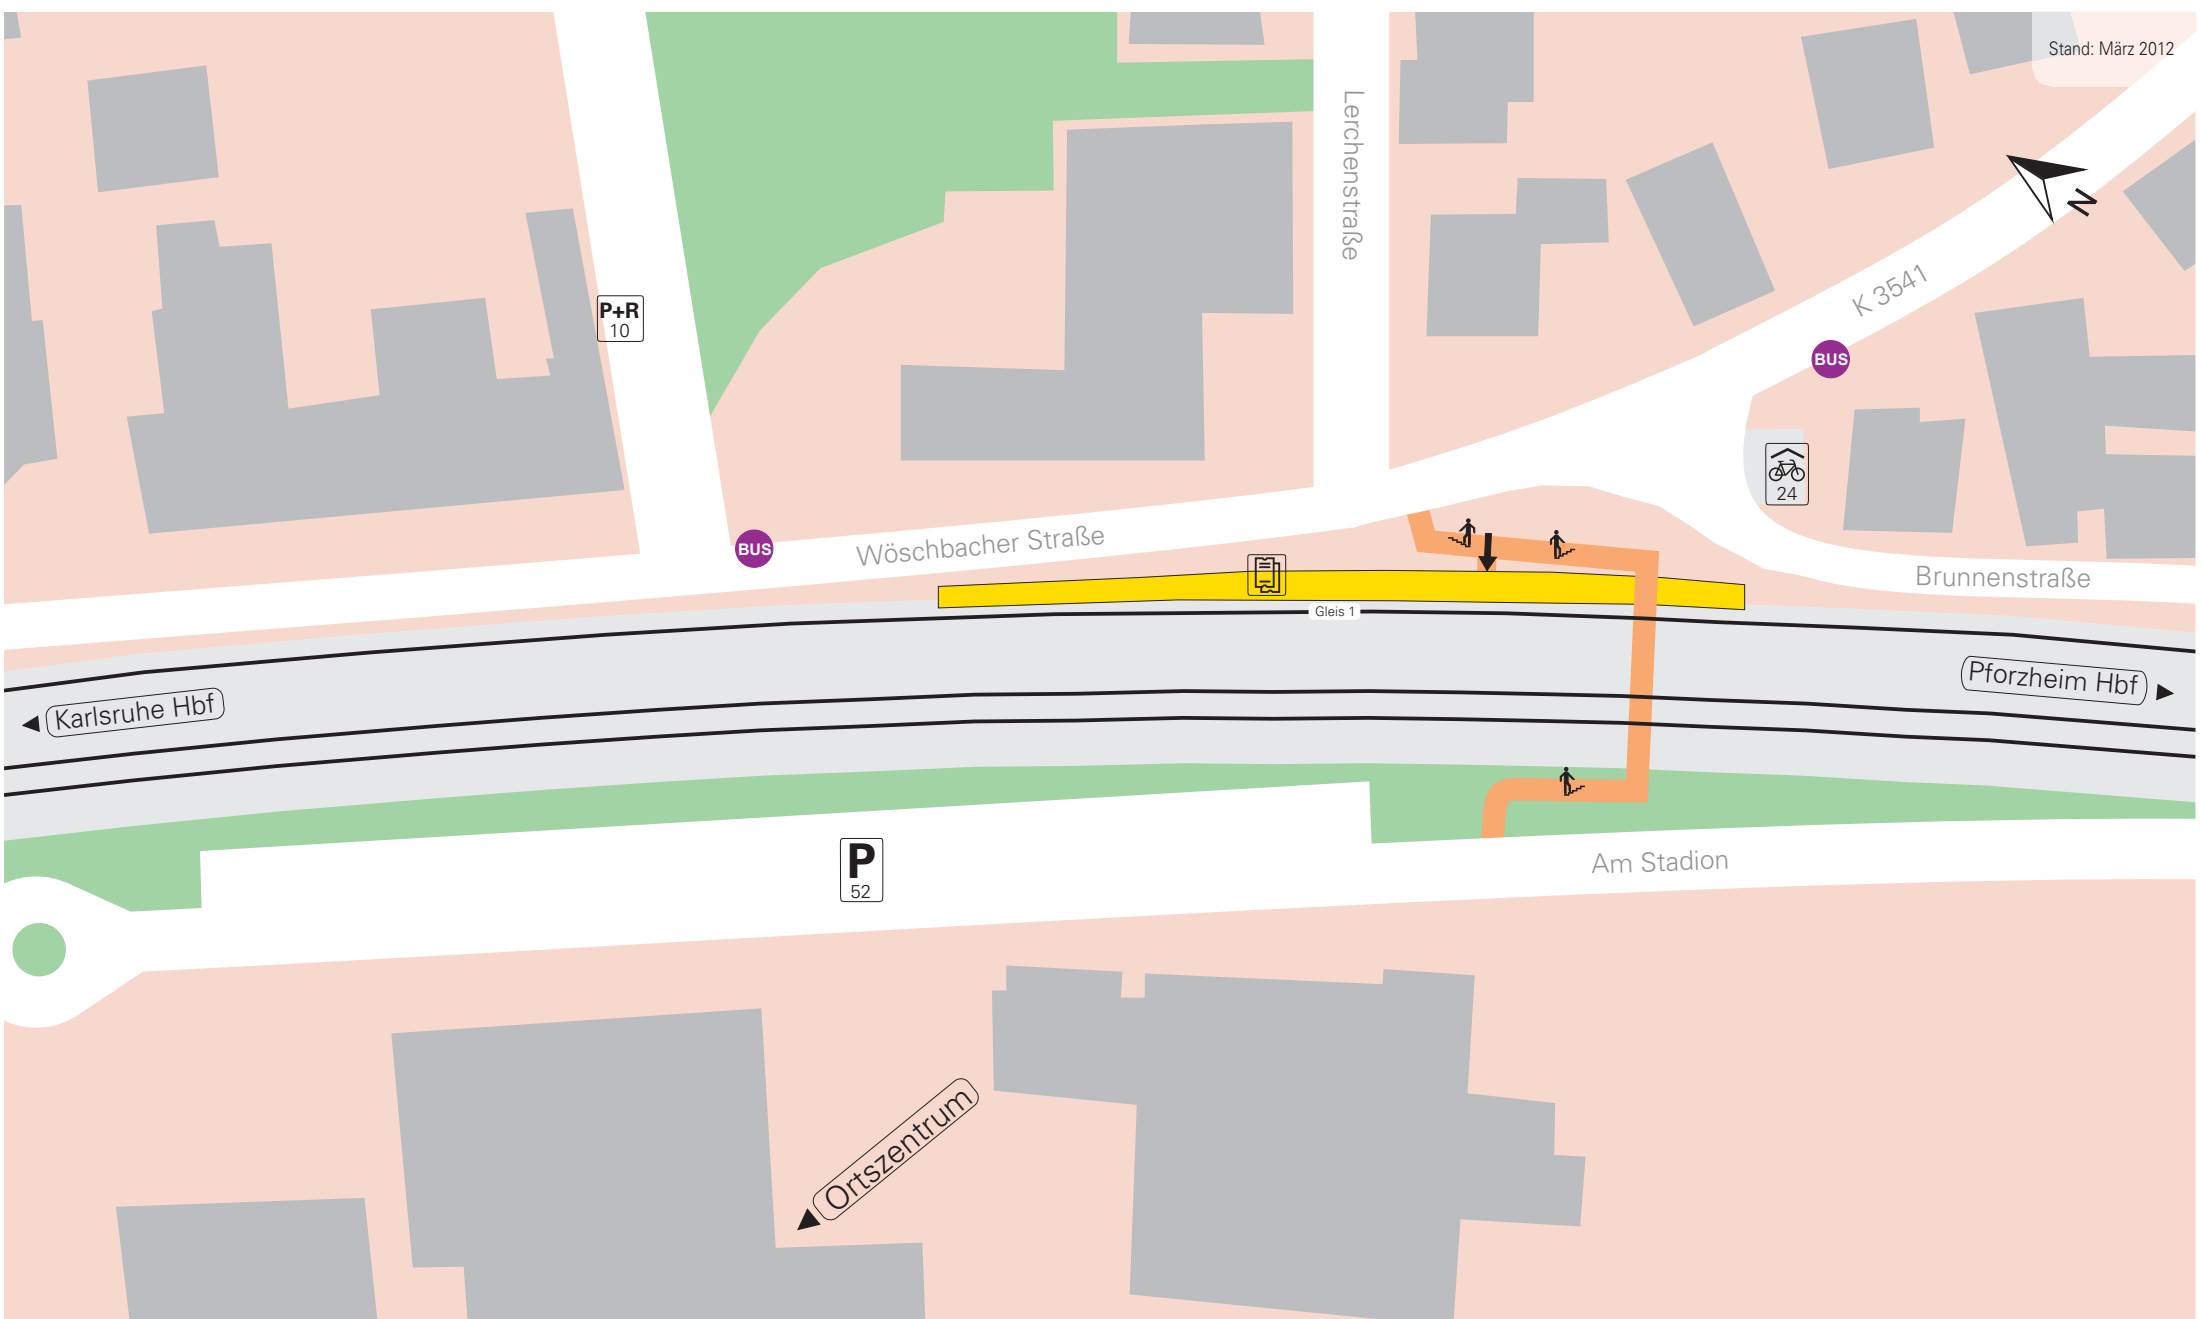 Stand: März 2012
Lerchenstraße
N
K 3541
P+R
10
BUS
24
BUS
Wöschbacher Straße
Brunnenstraße
Gleis 1
Karlsruhe Hbf
Pforzheim Hbf
P
52
Am Stadion
Ortszentrum